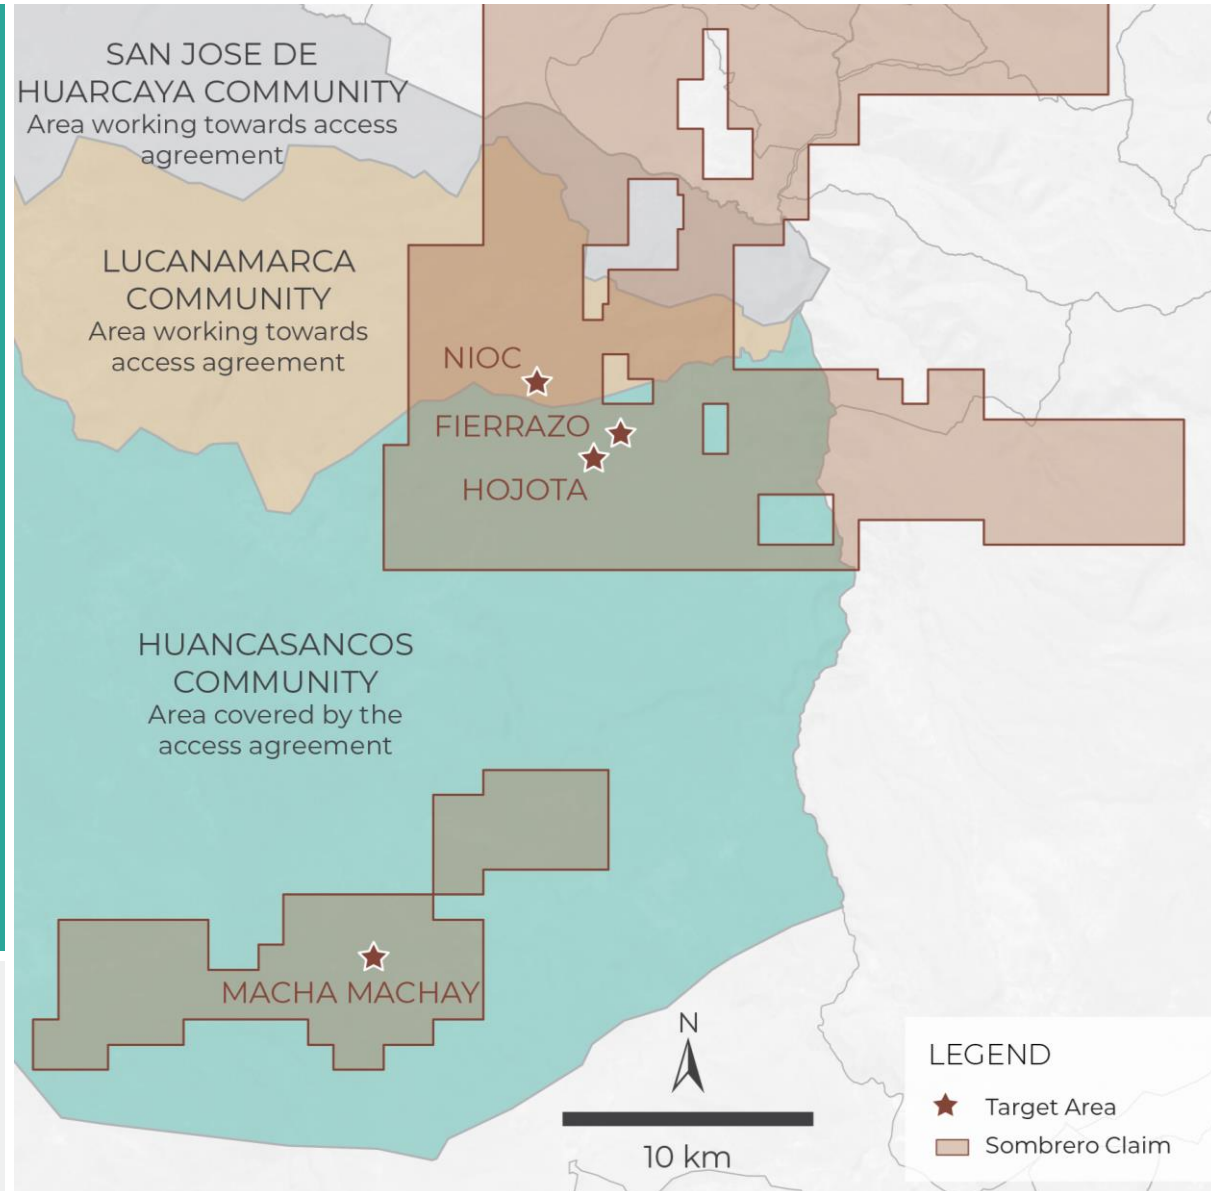 SAN JOSE DE
HUARCAYA COMMUNITY
Area working towards access
agreement
LUCANAMARCA
COMMUNITY
Area working towards
access agreement
NIOC
FIERRAZO
HOJOTA
HUANCASANCOS
COMMUNITY
Area covered by the
access agreement
MACHA MACHAY
N
10 km
LEGEND
Target Area
Sombrero Claim